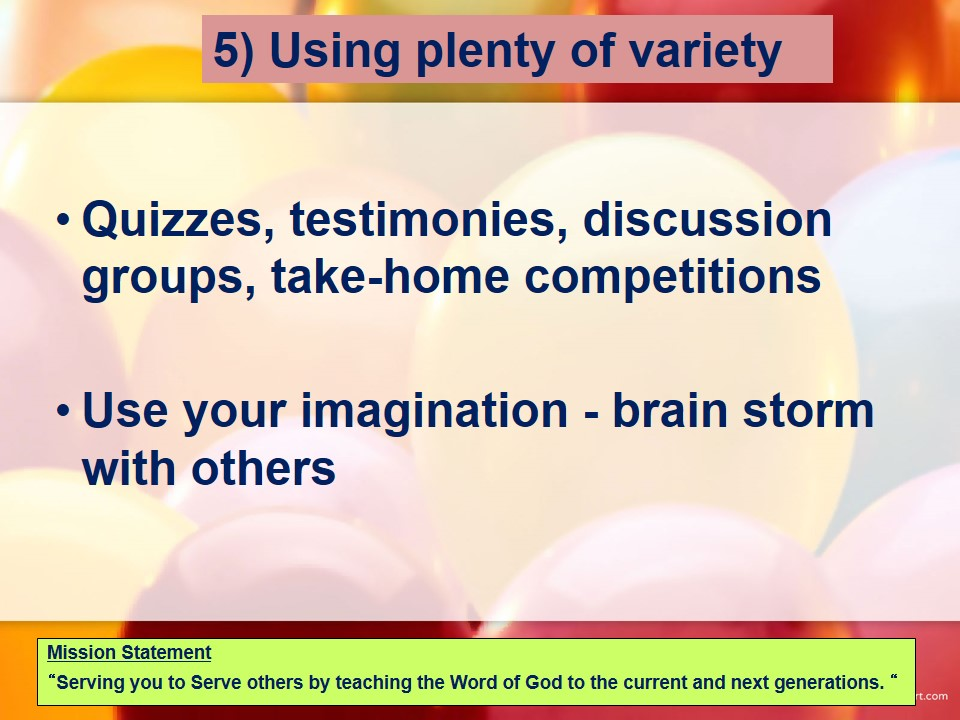 5) Using plenty of variety
• Quizzes, testimonies, discussion
groups, take-home competitions
• Use your imagination - brain storm
with others
Mission Statement
“Serving you to Serve others by teaching the Word of God to the current and next generations. “
rt.com